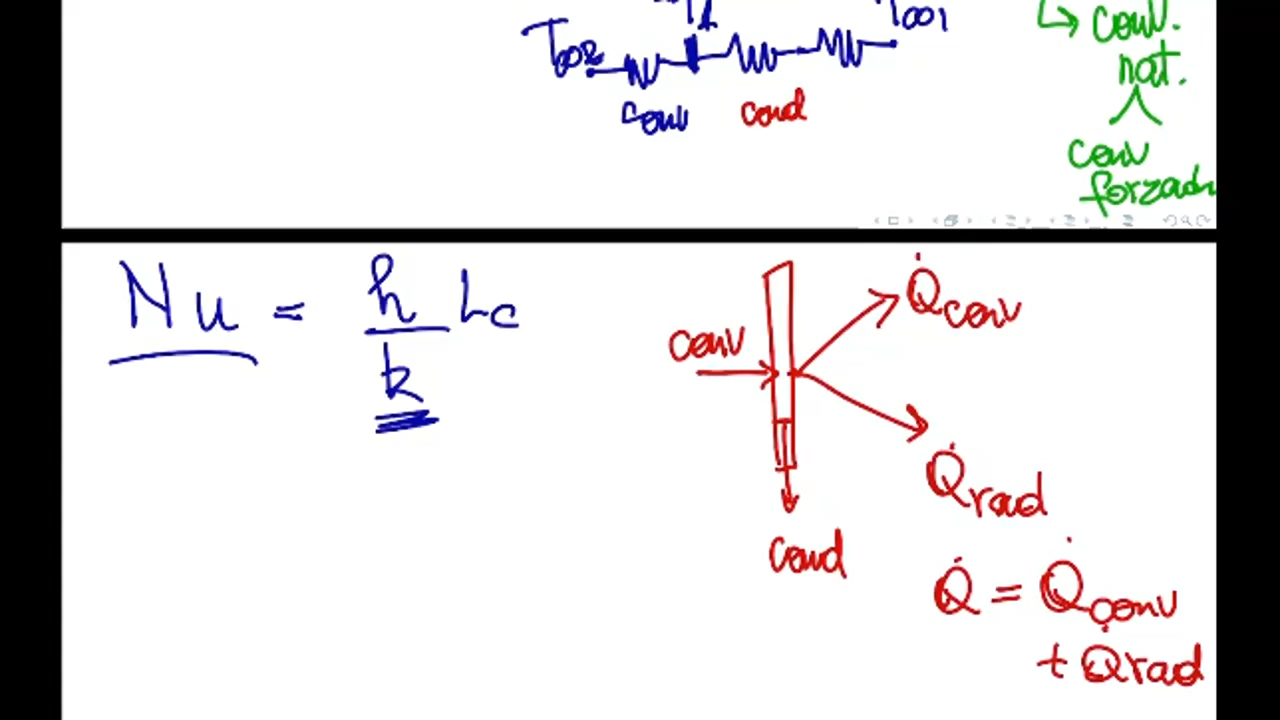 T∞2
T∞1
conv
cond
↳ conv.
nat.
conv
forzada
Nu = h/k Lc
conv
Q̇conv
Q̇rad
cond
Q̇ = Q̇conv
+ Q̇rad